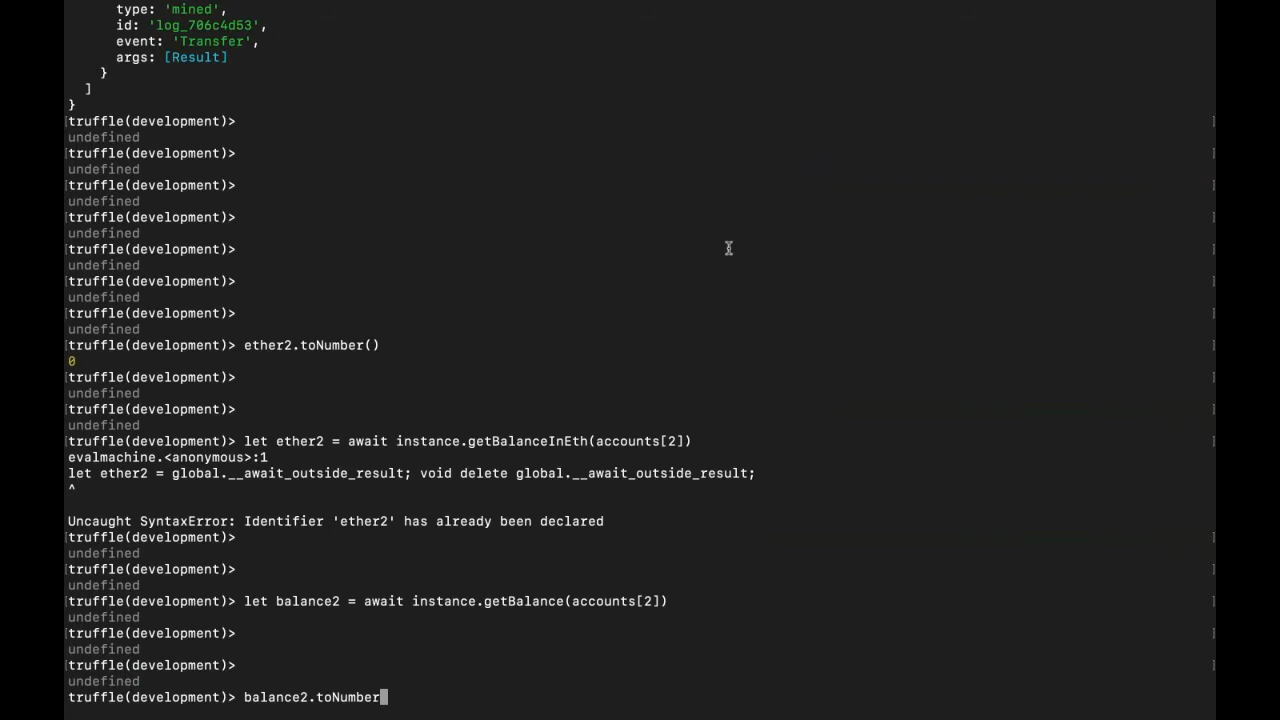 type: 'mined',
id: 'log_706c4d53',
event: 'Transfer',
args: [Result]
}
]
}
[truffle(development)> ]
undefined
[truffle(development)> ]
undefined
[truffle(development)> ]
undefined
[truffle(development)> ]
undefined
[truffle(development)> ]
undefined
[truffle(development)> ]
undefined
[truffle(development)> ]
undefined
[truffle(development)> ether2.toNumber() ]
0
[truffle(development)> ]
undefined
[truffle(development)> ]
undefined
[truffle(development)> let ether2 = await instance.getBalanceInEth(accounts[2]) ]
evalmachine.<anonymous>:1
let ether2 = global.__await_outside_result; void delete global.__await_outside_result;
^
Uncaught SyntaxError: Identifier 'ether2' has already been declared
[truffle(development)> ]
undefined
[truffle(development)> ]
undefined
[truffle(development)> let balance2 = await instance.getBalance(accounts[2]) ]
undefined
[truffle(development)> ]
undefined
[truffle(development)> ]
undefined
truffle(development)> balance2.toNumber